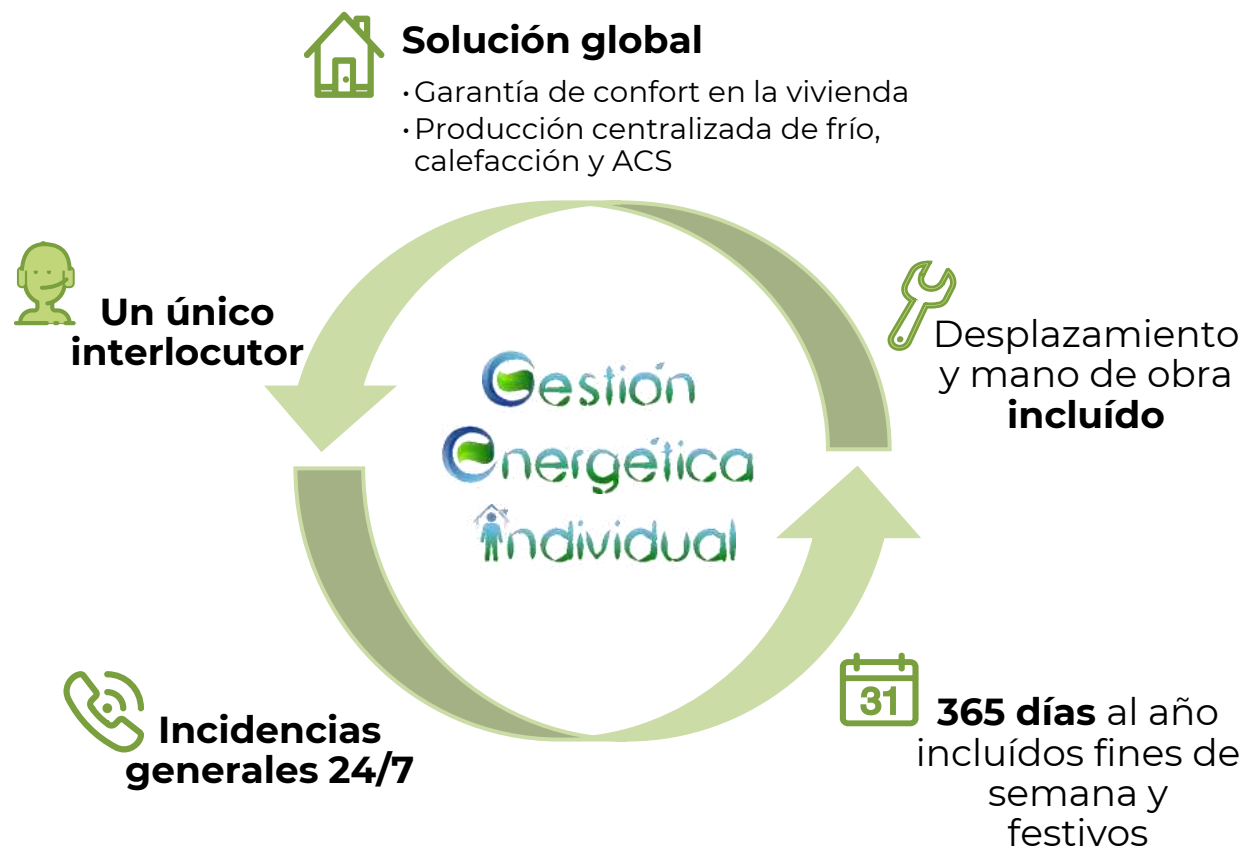 Solución global
·Garantía de confort en la vivienda
·Producción centralizada de frío,
calefacción y ACS
Un único
interlocutor
Desplazamiento
y mano de obra
incluído
Gestión
Energética
individual
Incidencias
generales 24/7
31
365 días al año
incluídos fines de
semana y
festivos